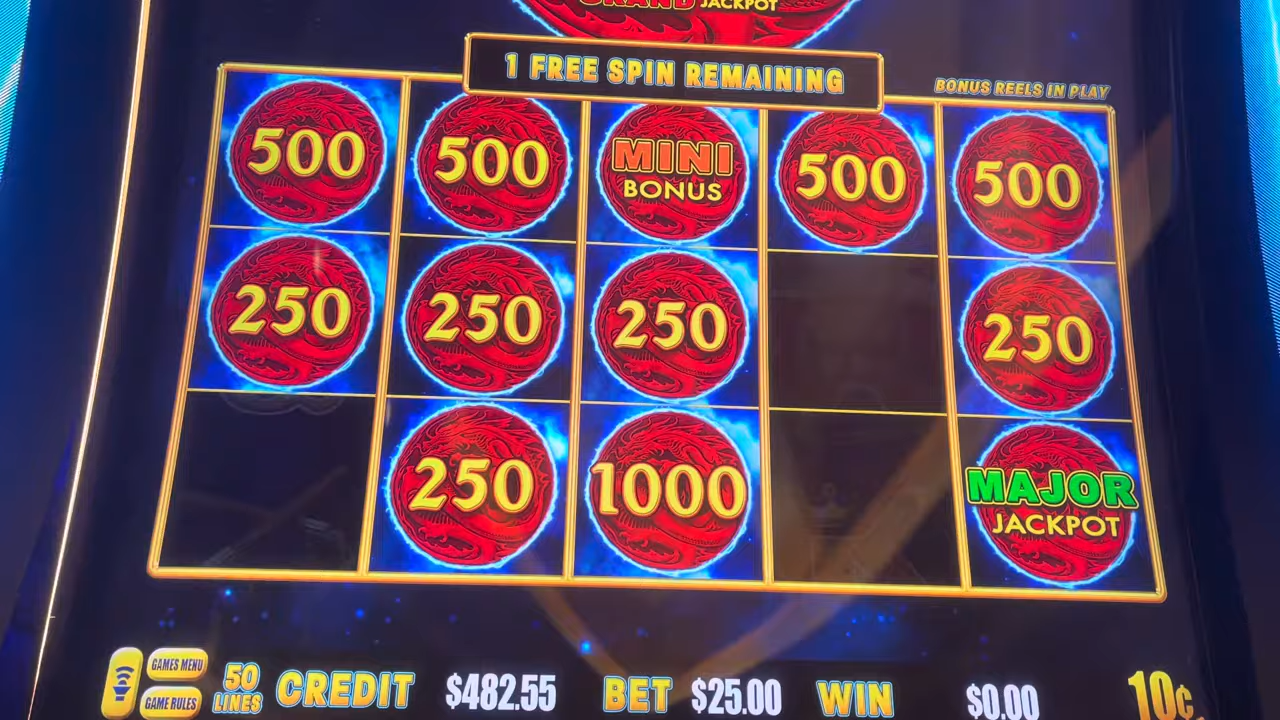 GRAND JACKPOT
1 FREE SPIN REMAINING
BONUS REELS IN PLAY
500
500
MINI
BONUS
500
500
250
250
250
250
250
1000
MAJOR
JACKPOT
GAMES MENU
GAME RULES
50
LINES
CREDIT
$482.55
BET
$25.00
WIN
$0.00
10¢